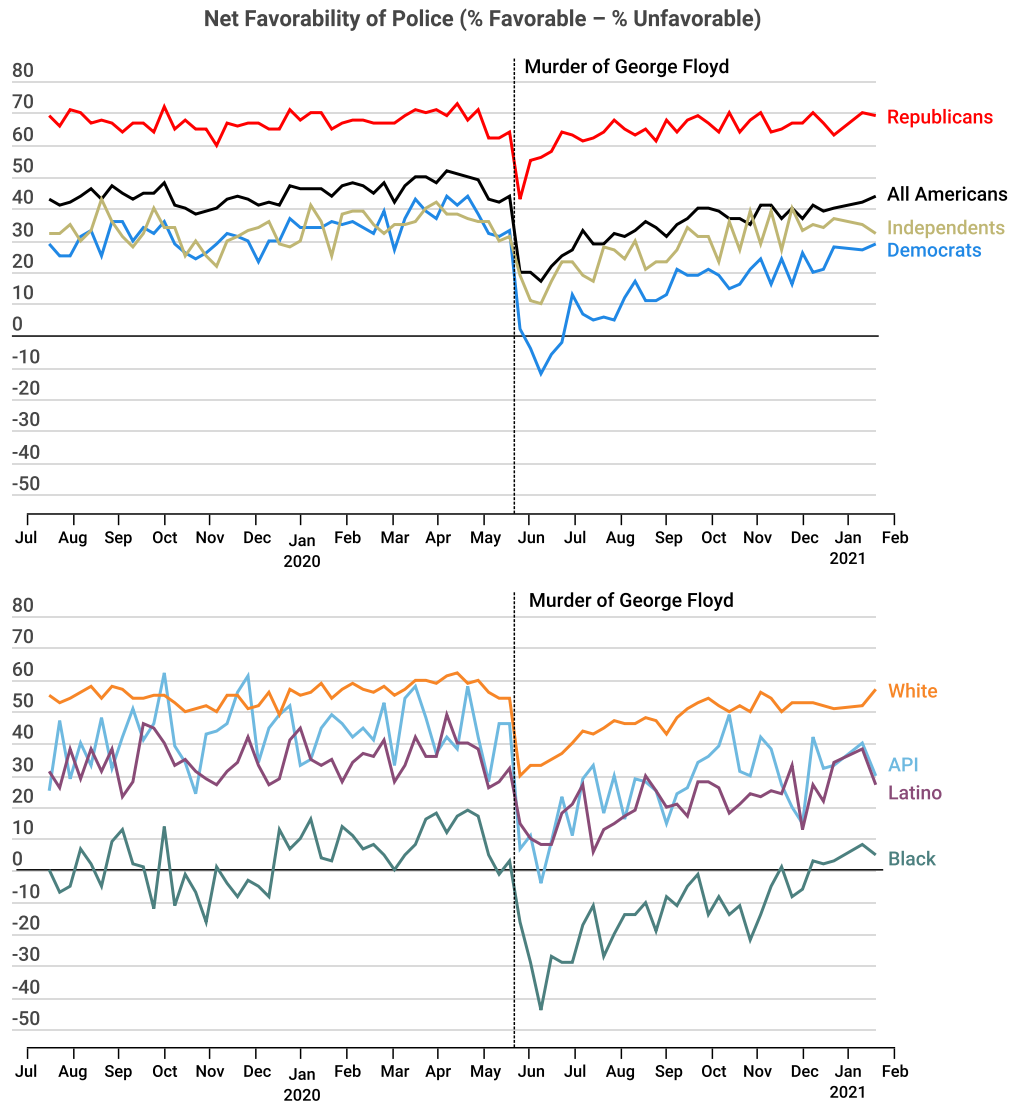 Net Favorability of Police (% Favorable – % Unfavorable)
Murder of George Floyd
80
70
60
50
40
30
20
10
0
-10
-20
-30
-40
-50
Republicans
All Americans
Independents
Democrats
Jul Aug Sep Oct Nov Dec Jan Feb Mar Apr May Jun Jul Aug Sep Oct Nov Dec Jan Feb
2020 2021
Murder of George Floyd
80
70
60
50
40
30
20
10
0
-10
-20
-30
-40
-50
White
API
Latino
Black
Jul Aug Sep Oct Nov Dec Jan Feb Mar Apr May Jun Jul Aug Sep Oct Nov Dec Jan Feb
2020 2021